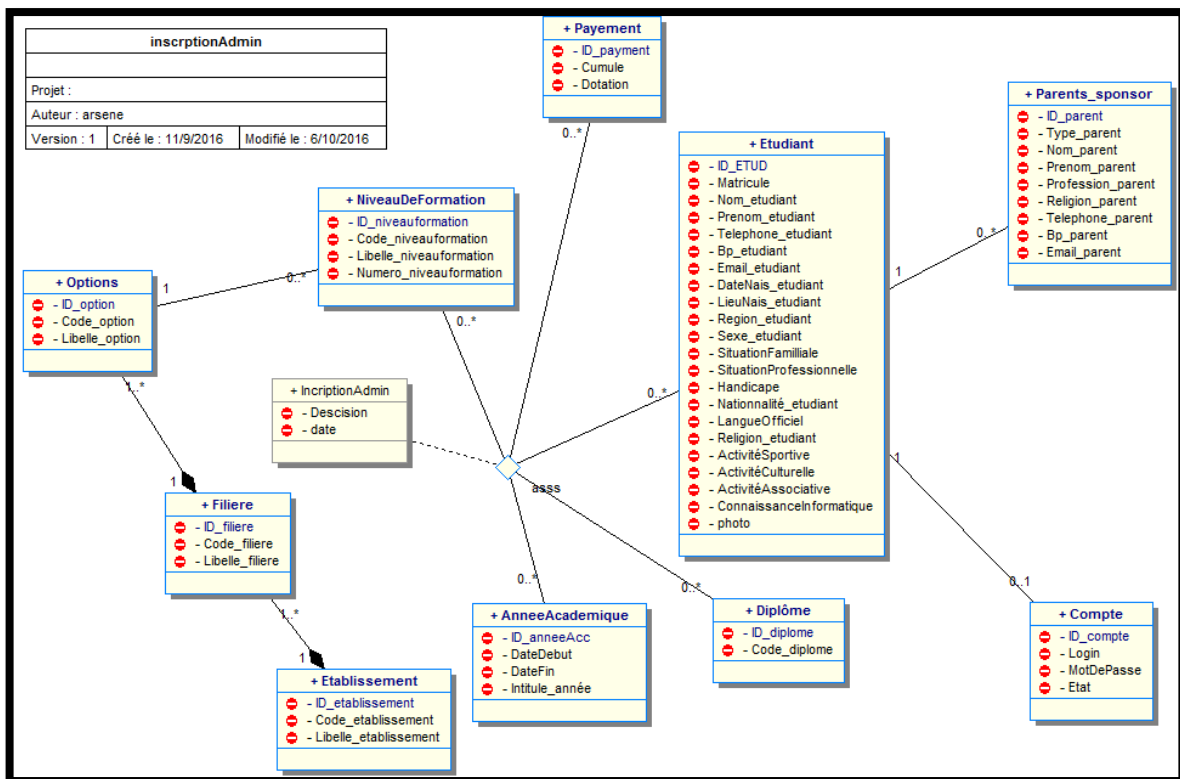 inscrptionAdmin
Projet :
Auteur : arsene
Version : 1 Créé le : 11/9/2016 Modifié le : 6/10/2016
+ Payement
- ID_payment
- Cumule
- Dotation
0..*
+ Parents_sponsor
- ID_parent
- Type_parent
- Nom_parent
- Prenom_parent
- Profession_parent
- Religion_parent
- Telephone_parent
- Bp_parent
- Email_parent
0..*
1
+ Etudiant
- ID_ETUD
- Matricule
- Nom_etudiant
- Prenom_etudiant
- Telephone_etudiant
- Bp_etudiant
- Email_etudiant
- DateNais_etudiant
- LieuNais_etudiant
- Region_etudiant
- Sexe_etudiant
- SituationFamilliale
- SituationProfessionnelle
- Handicape
- Nationnalité_etudiant
- LangueOfficiel
- Religion_etudiant
- ActivitéSportive
- ActivitéCulturelle
- ActivitéAssociative
- ConnaissanceInformatique
- photo
0..*
1
+ NiveauDeFormation
- ID_niveauformation
- Code_niveauformation
- Libelle_niveauformation
- Numero_niveauformation
0..*
0..*
+ Options
- ID_option
- Code_option
- Libelle_option
1
1..*
+ IncriptionAdmin
- Descision
- date
asss
1
+ Filiere
- ID_filiere
- Code_filiere
- Libelle_filiere
1..*
1
+ Etablissement
- ID_etablissement
- Code_etablissement
- Libelle_etablissement
0..*
+ AnneeAcademique
- ID_anneeAcc
- DateDebut
- DateFin
- Intitule_année
0..*
+ Diplôme
- ID_diplome
- Code_diplome
0..1
+ Compte
- ID_compte
- Login
- MotDePasse
- Etat